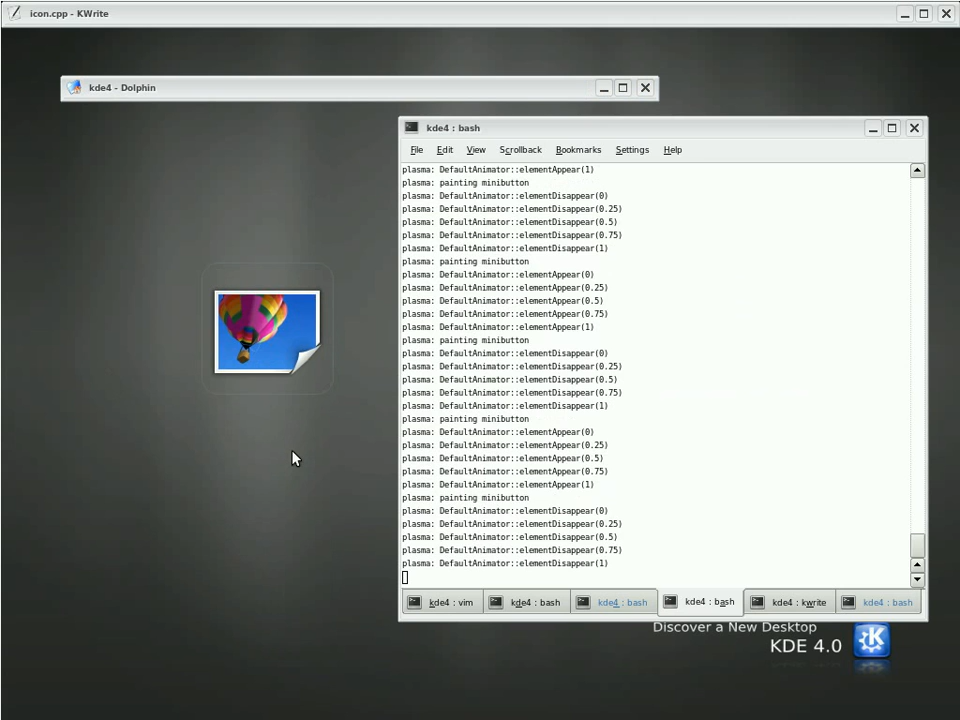 icon.cpp - KWrite
kde4 - Dolphin
kde4 : bash
File Edit View Scrollback Bookmarks Settings Help
plasma: DefaultAnimator::elementAppear(1)
plasma: painting minibutton
plasma: DefaultAnimator::elementDisappear(0)
plasma: DefaultAnimator::elementDisappear(0.25)
plasma: DefaultAnimator::elementDisappear(0.5)
plasma: DefaultAnimator::elementDisappear(0.75)
plasma: DefaultAnimator::elementDisappear(1)
plasma: painting minibutton
plasma: DefaultAnimator::elementAppear(0)
plasma: DefaultAnimator::elementAppear(0.25)
plasma: DefaultAnimator::elementAppear(0.5)
plasma: DefaultAnimator::elementAppear(0.75)
plasma: DefaultAnimator::elementAppear(1)
plasma: painting minibutton
plasma: DefaultAnimator::elementDisappear(0)
plasma: DefaultAnimator::elementDisappear(0.25)
plasma: DefaultAnimator::elementDisappear(0.5)
plasma: DefaultAnimator::elementDisappear(0.75)
plasma: DefaultAnimator::elementDisappear(1)
plasma: painting minibutton
plasma: DefaultAnimator::elementAppear(0)
plasma: DefaultAnimator::elementAppear(0.25)
plasma: DefaultAnimator::elementAppear(0.5)
plasma: DefaultAnimator::elementAppear(0.75)
plasma: DefaultAnimator::elementAppear(1)
plasma: painting minibutton
plasma: DefaultAnimator::elementDisappear(0)
plasma: DefaultAnimator::elementDisappear(0.25)
plasma: DefaultAnimator::elementDisappear(0.5)
plasma: DefaultAnimator::elementDisappear(0.75)
plasma: DefaultAnimator::elementDisappear(1)
kde4 : vim kde4 : bash kde4 : bash kde4 : bash kde4 : kwrite kde4 : bash
Discover a New Desktop
KDE 4.0